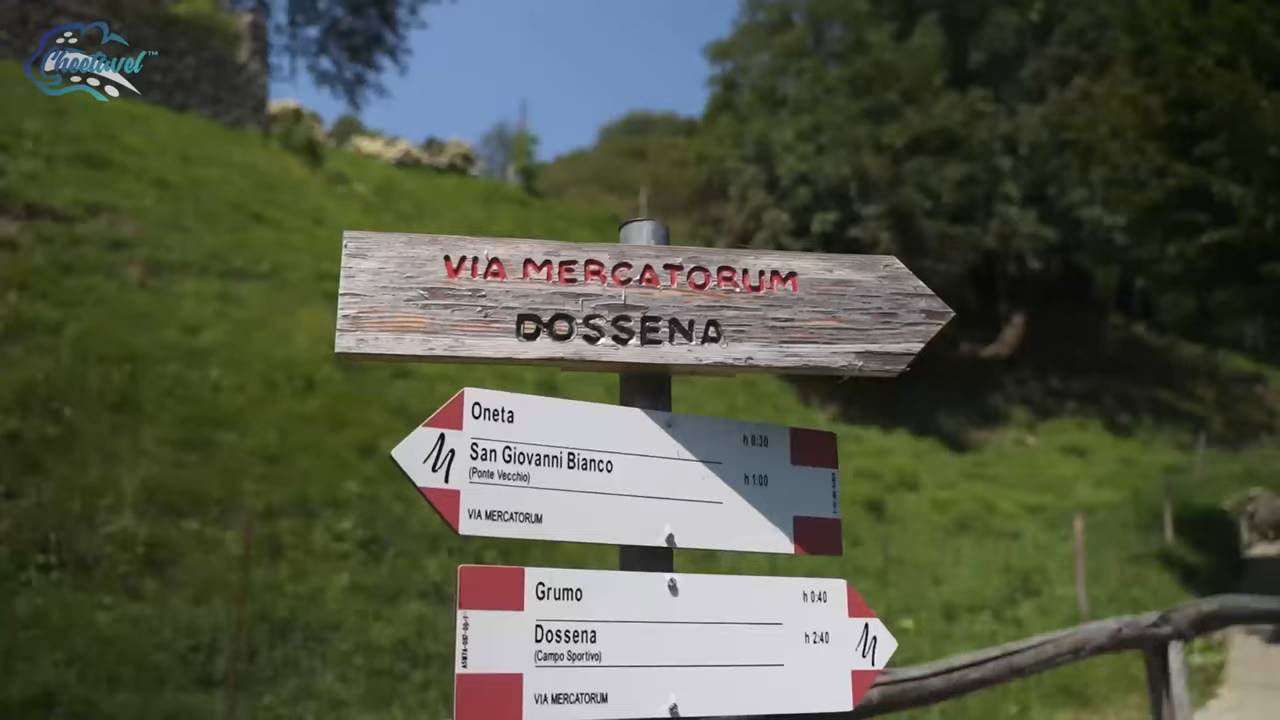 Cheetavel™
VIA MERCATORUM
DOSSENA
Oneta h 0:30
San Giovanni Bianco h 1:00
(Ponte Vecchio)
VIA MERCATORUM
Grumo h 0:40
Dossena h 2:40
(Campo Sportivo)
VIA MERCATORUM